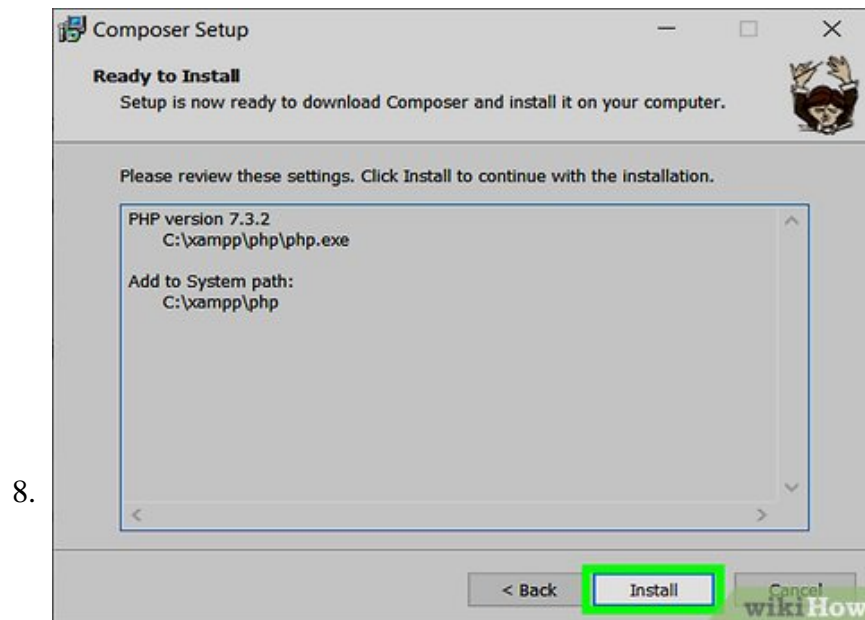 Composer Setup
Ready to Install
Setup is now ready to download Composer and install it on your computer.
Please review these settings. Click Install to continue with the installation.
PHP version 7.3.2
C:\xampp\php\php.exe
Add to System path:
C:\xampp\php
8.
< Back Install Cancel
wikiHow